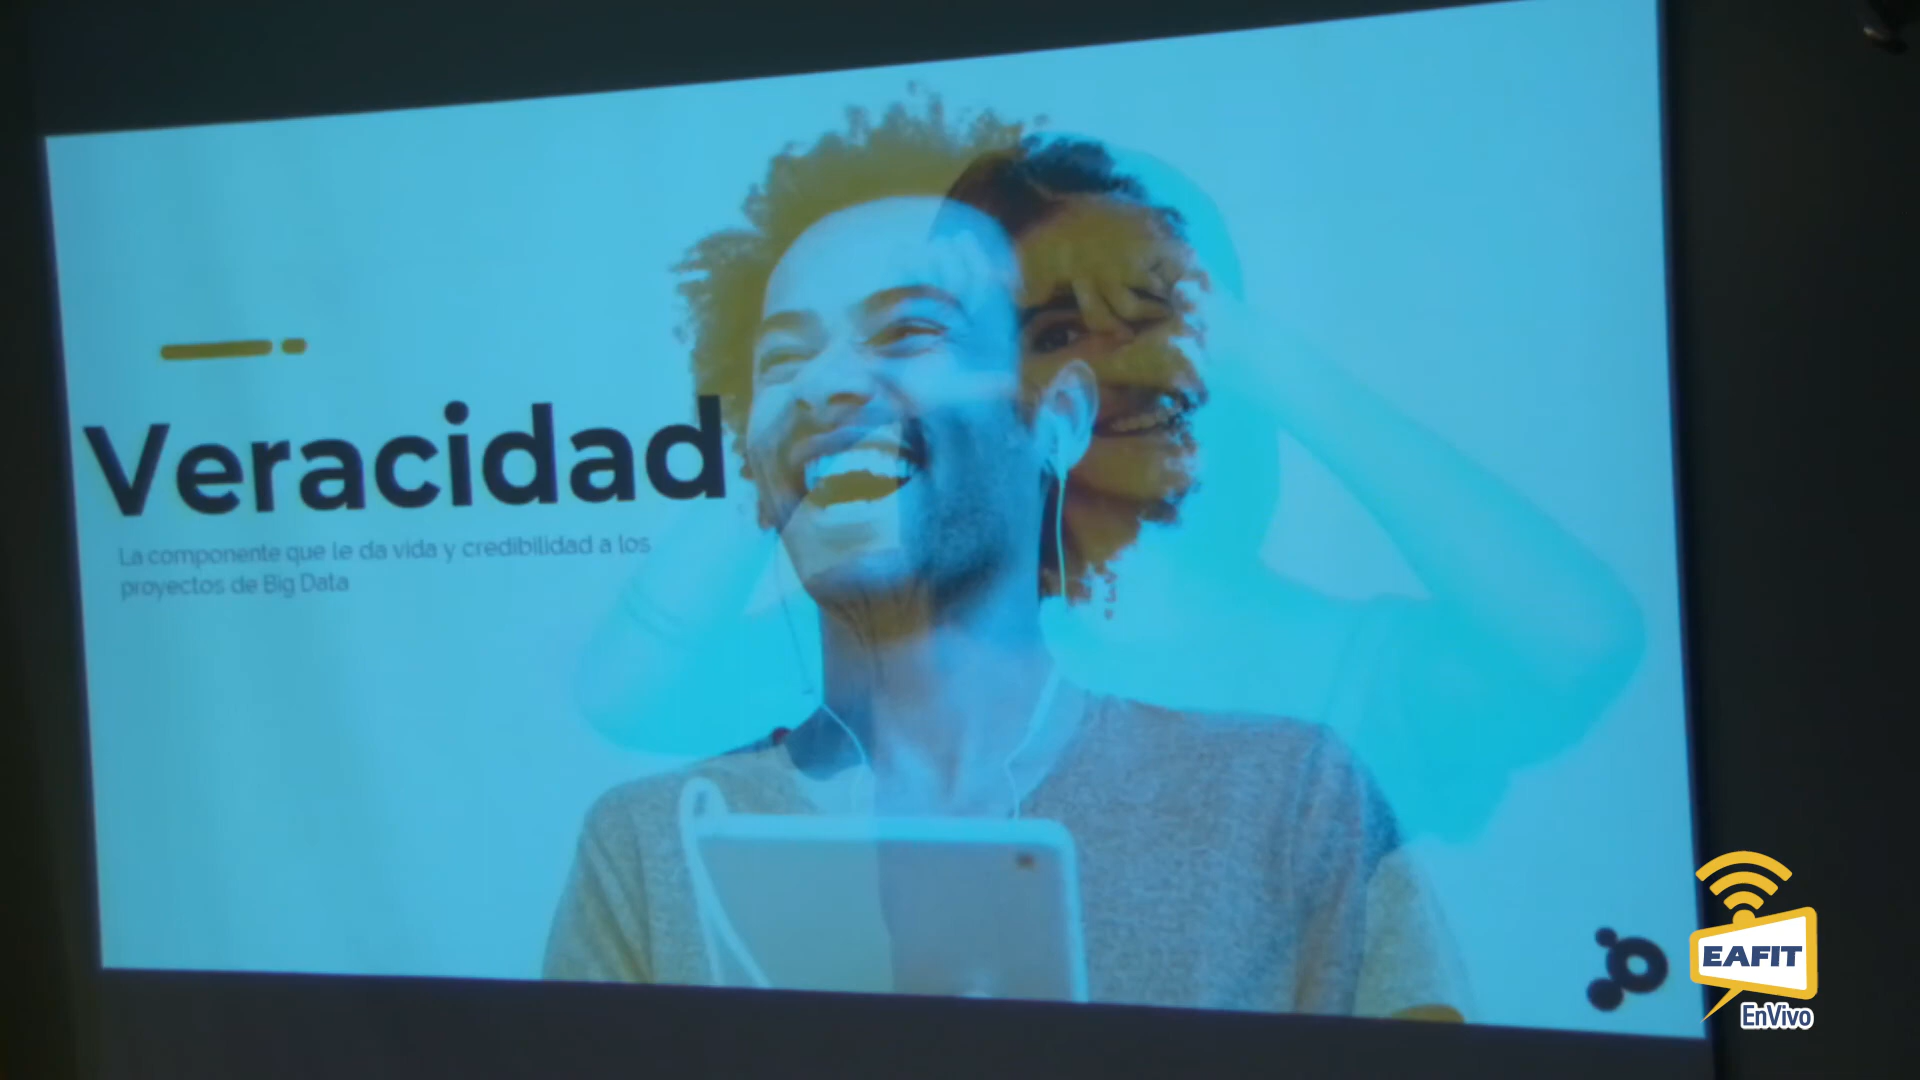 Veracidad
La componente que le da vida y credibilidad a los
proyectos de Big Data
EAFIT
EnVivo